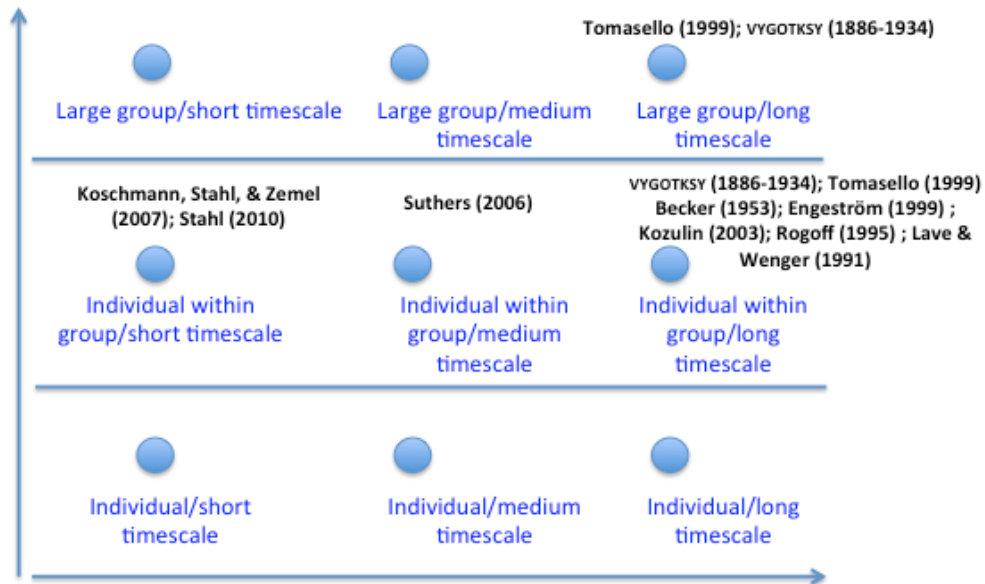 Tomasello (1999); VYGOTKSY (1886-1934)
Large group/short timescale
Large group/medium
timescale
Large group/long
timescale
Koschmann, Stahl, & Zemel
(2007); Stahl (2010)
Suthers (2006)
VYGOTKSY (1886-1934); Tomasello (1999)
Becker (1953); Engeström (1999) ;
Kozulin (2003); Rogoff (1995) ; Lave &
Wenger (1991)
Individual within
group/short timescale
Individual within
group/medium
timescale
Individual within
group/long
timescale
Individual/short
timescale
Individual/medium
timescale
Individual/long
timescale